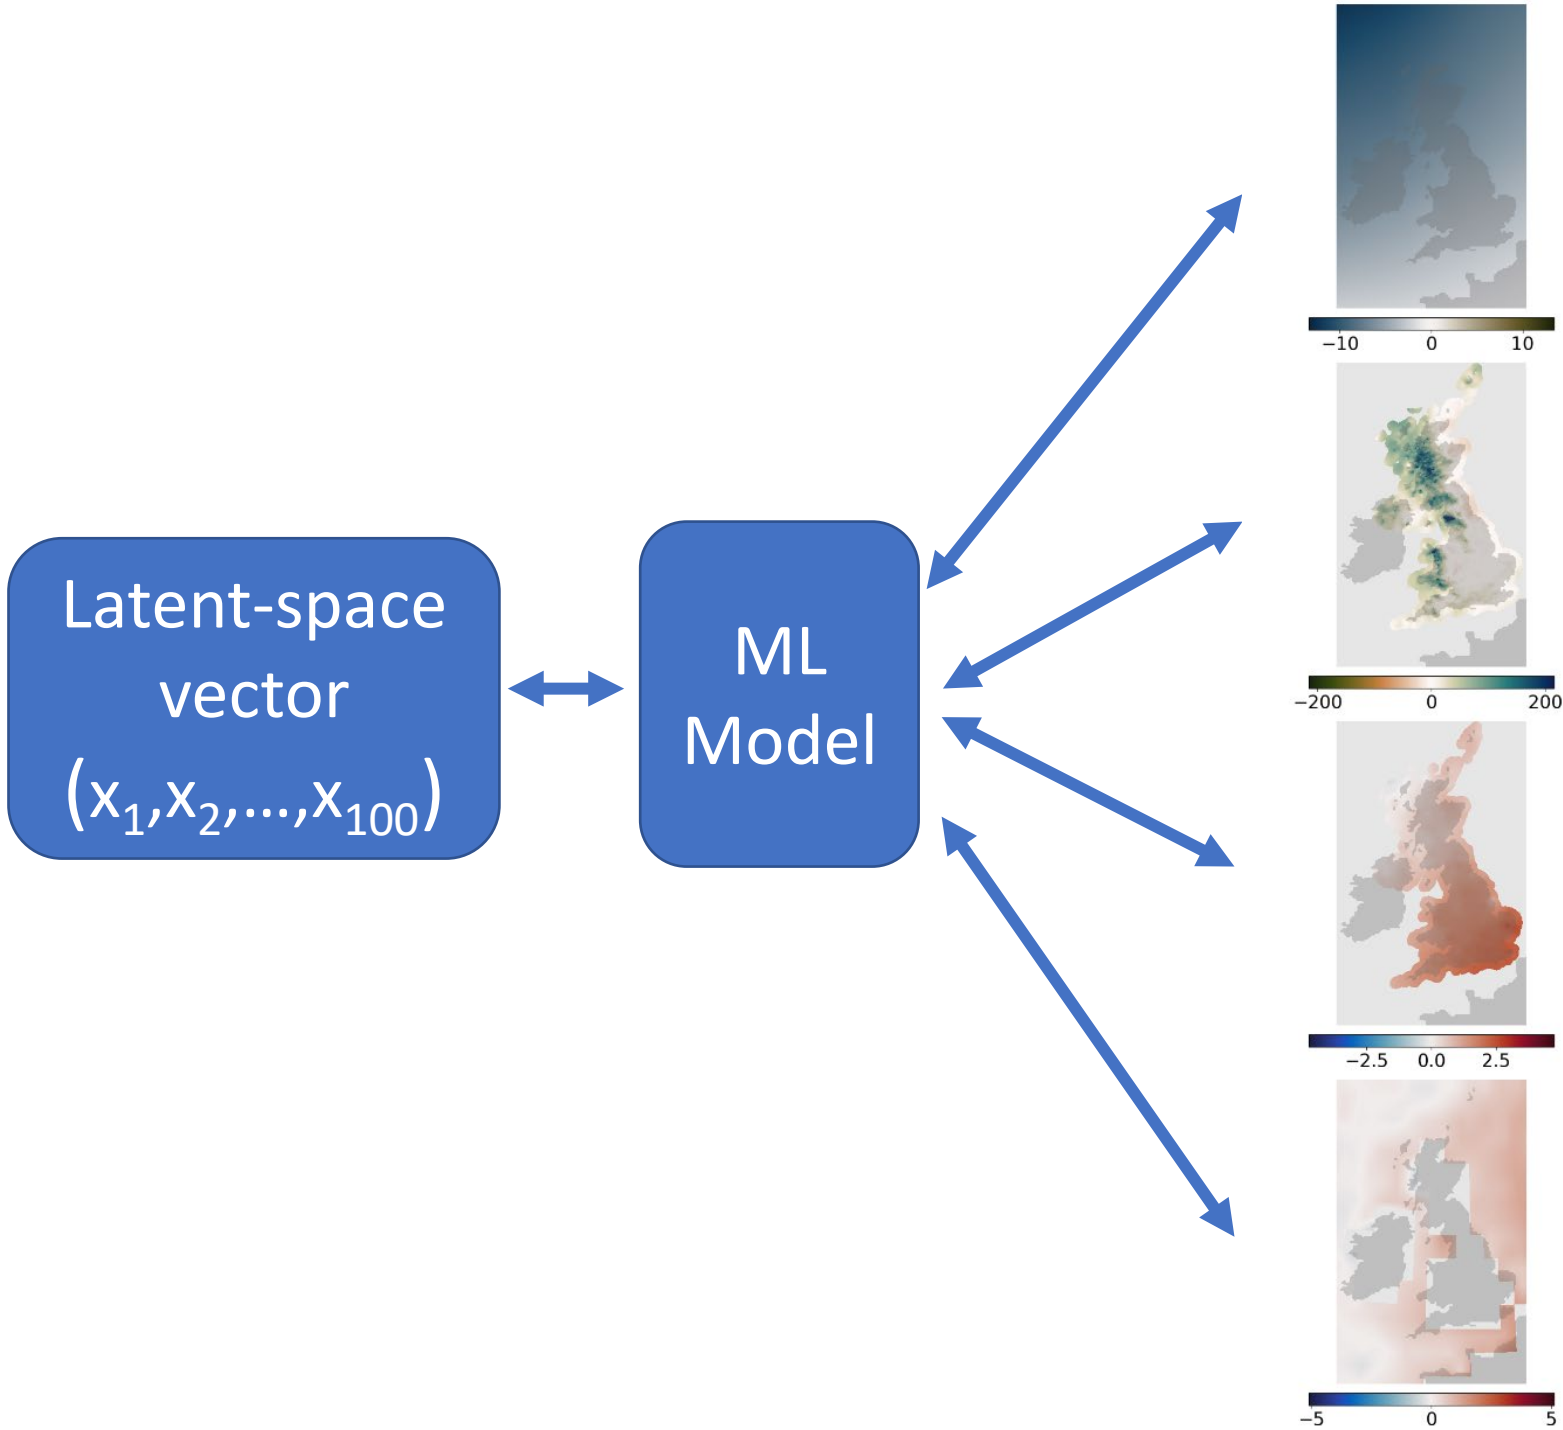 Latent-space
vector
(x₁,x₂,…,x₁₀₀)
ML
Model
−10 0 10
−200 0 200
−2.5 0.0 2.5
−5 0 5